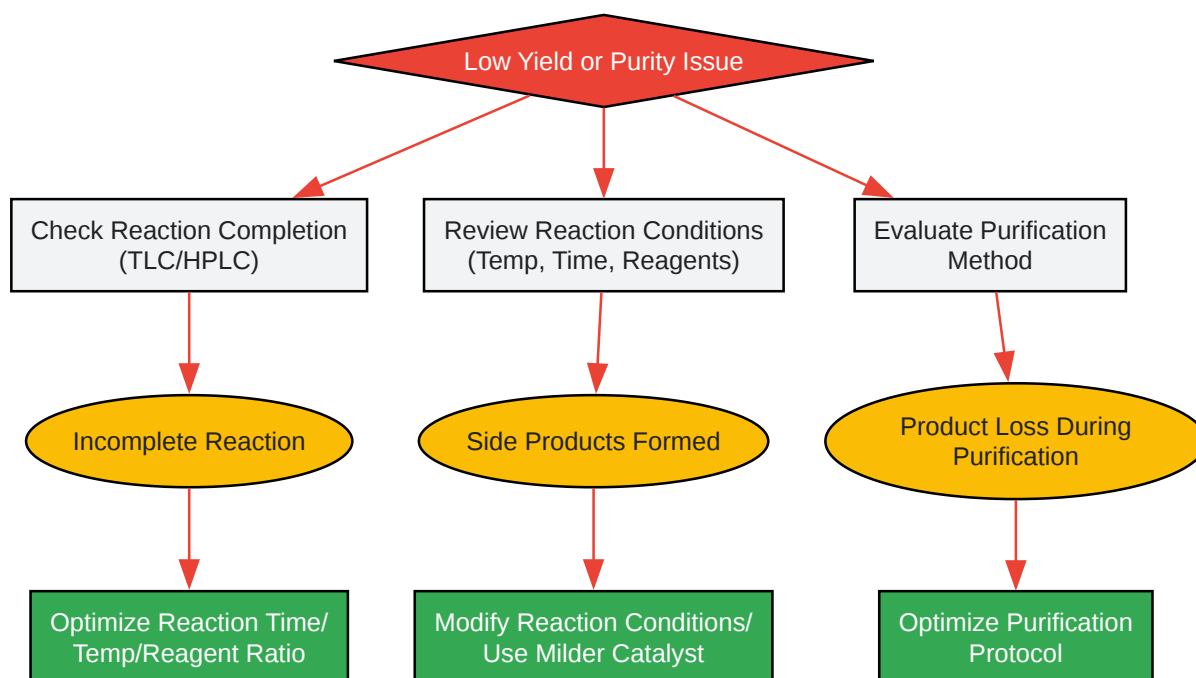 Low Yield or Purity Issue
Check Reaction Completion
(TLC/HPLC)
Review Reaction Conditions
(Temp, Time, Reagents)
Evaluate Purification
Method
Incomplete Reaction
Side Products Formed
Product Loss During
Purification
Optimize Reaction Time/
Temp/Reagent Ratio
Modify Reaction Conditions/
Use Milder Catalyst
Optimize Purification
Protocol